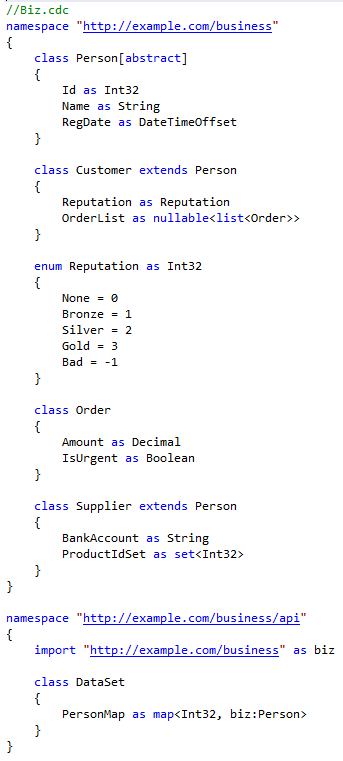 //Biz.cdc
namespace "http://example.com/business"
{
    class Person[abstract]
    {
        Id as Int32
        Name as String
        RegDate as DateTimeOffset
    }

    class Customer extends Person
    {
        Reputation as Reputation
        OrderList as nullable<list<Order>>
    }

    enum Reputation as Int32
    {
        None = 0
        Bronze = 1
        Silver = 2
        Gold = 3
        Bad = -1
    }

    class Order
    {
        Amount as Decimal
        IsUrgent as Boolean
    }

    class Supplier extends Person
    {
        BankAccount as String
        ProductIdSet as set<Int32>
    }
}

namespace "http://example.com/business/api"
{
    import "http://example.com/business" as biz

    class DataSet
    {
        PersonMap as map<Int32, biz:Person>
    }
}